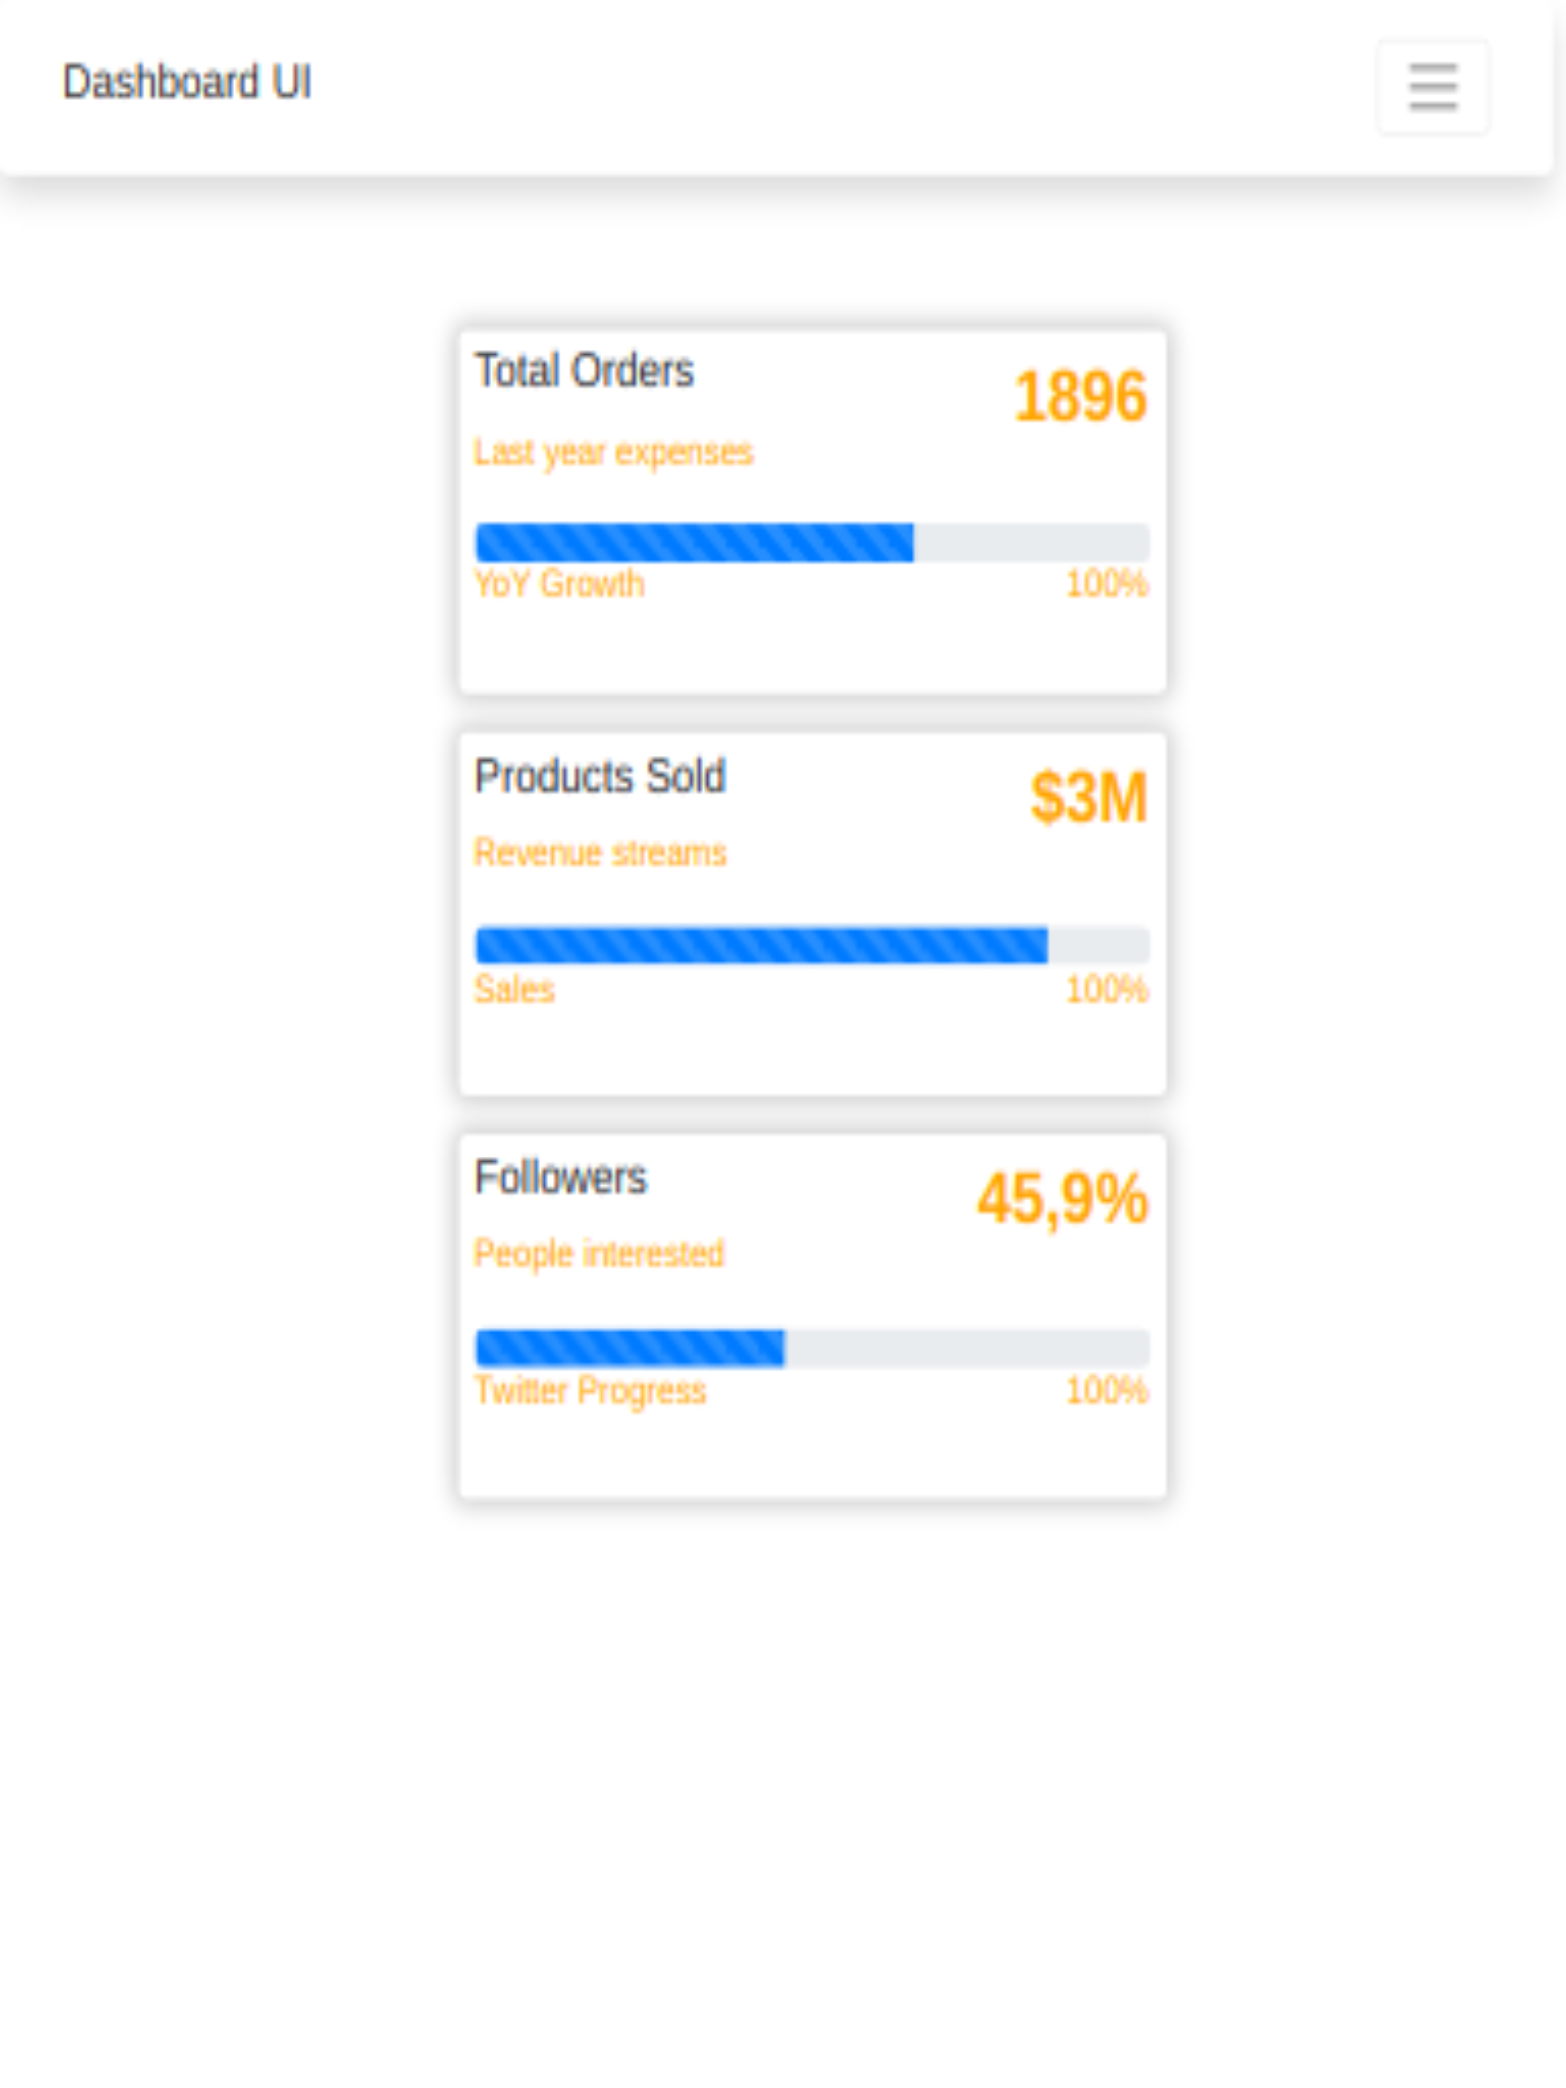 Dashboard UI
Total Orders
1896
Last year expenses
YoY Growth 100%
Products Sold
$3M
Revenue streams
Sales 100%
Followers
45,9%
People interested
Twitter Progress 100%